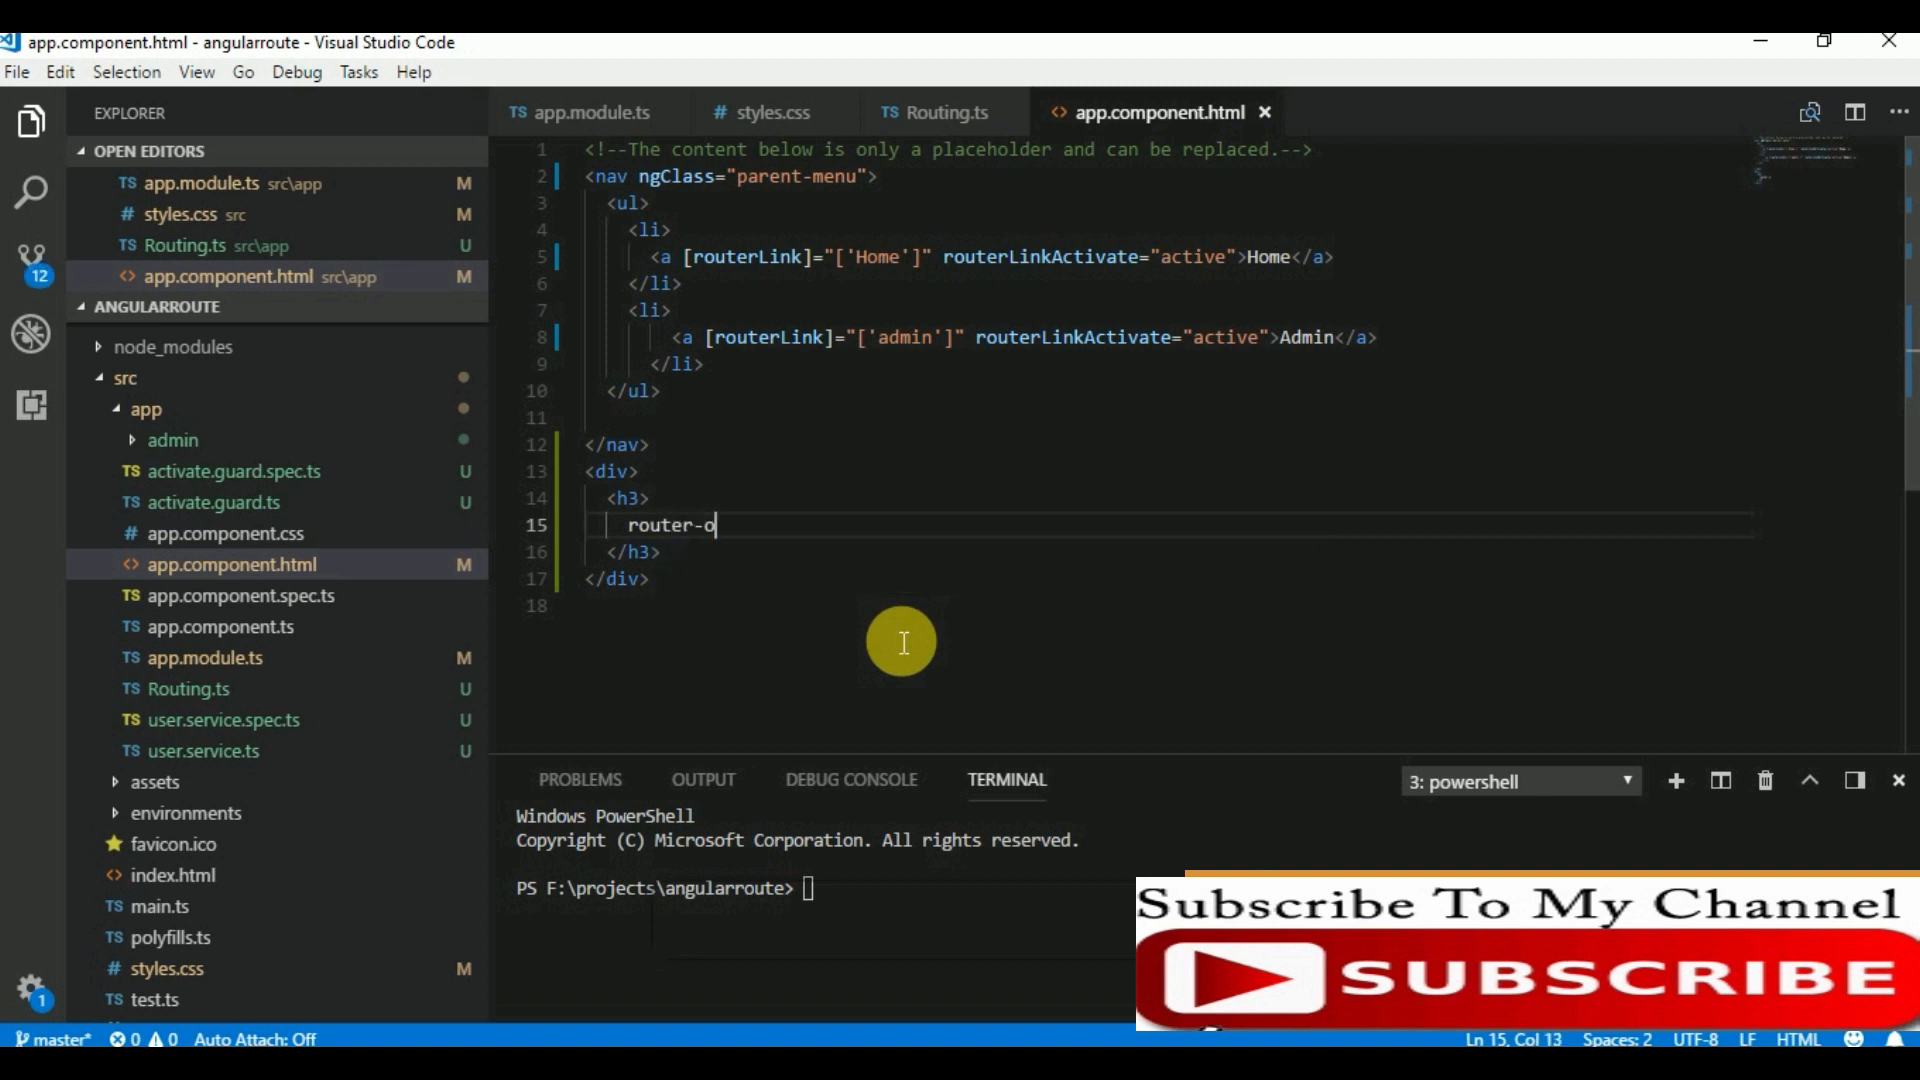 app.component.html - angularroute - Visual Studio Code
File Edit Selection View Go Debug Tasks Help
EXPLORER
OPEN EDITORS
TS app.module.ts src\app M
# styles.css src M
TS Routing.ts src\app U
<> app.component.html src\app M
ANGULARROUTE
node_modules
src
app
admin
TS activate.guard.spec.ts U
TS activate.guard.ts U
# app.component.css
<> app.component.html M
TS app.component.spec.ts
TS app.component.ts
TS app.module.ts M
TS Routing.ts U
TS user.service.spec.ts U
TS user.service.ts U
assets
environments
favicon.ico
<> index.html
TS main.ts
TS polyfills.ts
# styles.css M
TS test.ts
12
1
TS app.module.ts # styles.css TS Routing.ts <> app.component.html ×
1 <!--The content below is only a placeholder and can be replaced.-->
2 <nav ngClass="parent-menu">
3 <ul>
4 <li>
5 <a [routerLink]="['Home']" routerLinkActivate="active">Home</a>
6 </li>
7 <li>
8 <a [routerLink]="['admin']" routerLinkActivate="active">Admin</a>
9 </li>
10 </ul>
11
12 </nav>
13 <div>
14 <h3>
15 router-o
16 </h3>
17 </div>
18
PROBLEMS OUTPUT DEBUG CONSOLE TERMINAL 3: powershell
Windows PowerShell
Copyright (C) Microsoft Corporation. All rights reserved.
PS F:\projects\angularroute>
Subscribe To My Channel
SUBSCRIBE
master* 0 0 Auto Attach: Off Ln 15, Col 13 Spaces: 2 UTF-8 LF HTML